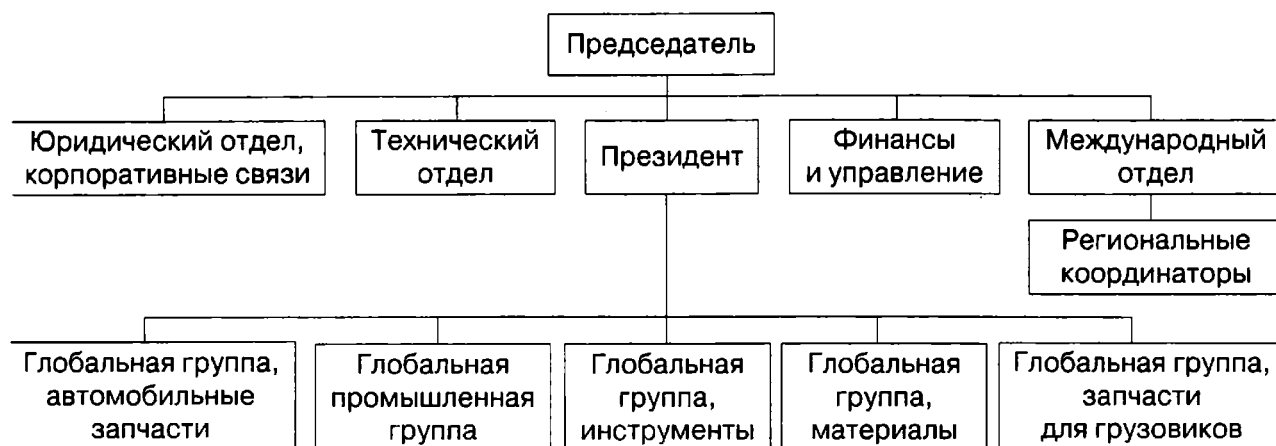 Председатель
Юридический отдел,
корпоративные связи
Технический
отдел
Президент
Финансы
и управление
Международный
отдел
Региональные
координаторы
Глобальная группа,
автомобильные
запчасти
Глобальная
промышленная
группа
Глобальная
группа,
инструменты
Глобальная
группа,
материалы
Глобальная группа,
запчасти
для грузовиков